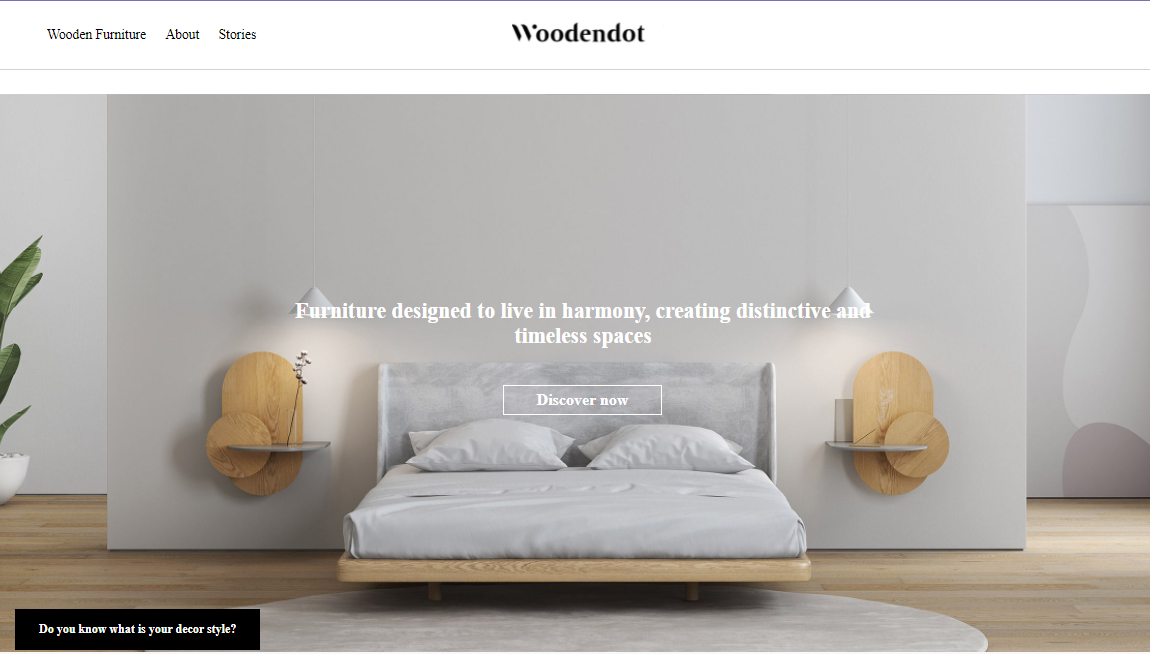 Wooden Furniture About Stories
Woodendot
Furniture designed to live in harmony, creating distinctive and
timeless spaces
Discover now
Do you know what is your decor style?